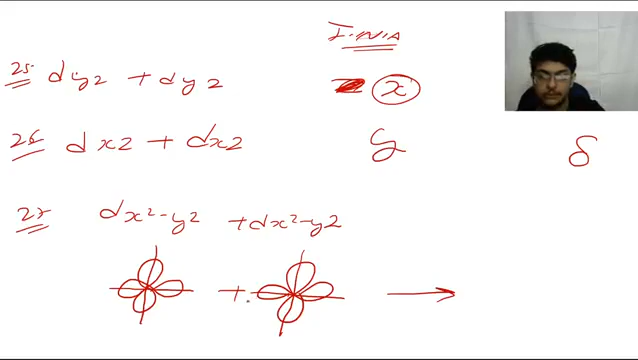 I.N.A
25 dyz + dyz x
26 dxz + dxz y δ
27 dx²-y² + dx²-y²
+